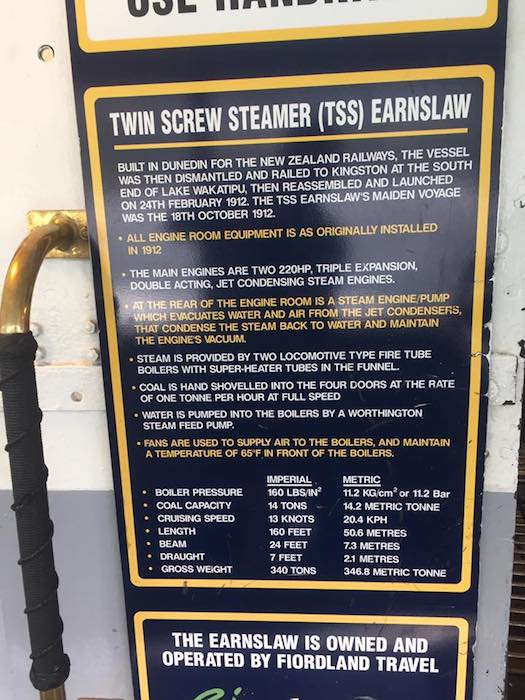 USE
TWIN SCREW STEAMER (TSS) EARNSLAW
BUILT IN DUNEDIN FOR THE NEW ZEALAND RAILWAYS, THE VESSEL
WAS THEN DISMANTLED AND RAILED TO KINGSTON AT THE SOUTH
END OF LAKE WAKATIPU, THEN REASSEMBLED AND LAUNCHED
ON 24TH FEBRUARY 1912. THE TSS EARNSLAW'S MAIDEN VOYAGE
WAS THE 18TH OCTOBER 1912.
• ALL ENGINE ROOM EQUIPMENT IS AS ORIGINALLY INSTALLED
IN 1912
• THE MAIN ENGINES ARE TWO 220HP, TRIPLE EXPANSION,
DOUBLE ACTING, JET CONDENSING STEAM ENGINES.
• AT THE REAR OF THE ENGINE ROOM IS A STEAM ENGINE/PUMP
WHICH EVACUATES WATER AND AIR FROM THE JET CONDENSERS,
THAT CONDENSE THE STEAM BACK TO WATER AND MAINTAIN
THE ENGINE'S VACUUM.
• STEAM IS PROVIDED BY TWO LOCOMOTIVE TYPE FIRE TUBE
BOILERS WITH SUPER-HEATER TUBES IN THE FUNNEL.
• COAL IS HAND SHOVELLED INTO THE FOUR DOORS AT THE RATE
OF ONE TONNE PER HOUR AT FULL SPEED
• WATER IS PUMPED INTO THE BOILERS BY A WORTHINGTON
STEAM FEED PUMP.
• FANS ARE USED TO SUPPLY AIR TO THE BOILERS, AND MAINTAIN
A TEMPERATURE OF 65°F IN FRONT OF THE BOILERS.
IMPERIAL METRIC
• BOILER PRESSURE 160 LBS/IN² 11.2 KG/cm² or 11.2 Bar
• COAL CAPACITY 14 TONS 14.2 METRIC TONNE
• CRUISING SPEED 13 KNOTS 20.4 KPH
• LENGTH 160 FEET 50.6 METRES
• BEAM 24 FEET 7.3 METRES
• DRAUGHT 7 FEET 2.1 METRES
• GROSS WEIGHT 340 TONS 346.8 METRIC TONNE
THE EARNSLAW IS OWNED AND
OPERATED BY FIORDLAND TRAVEL